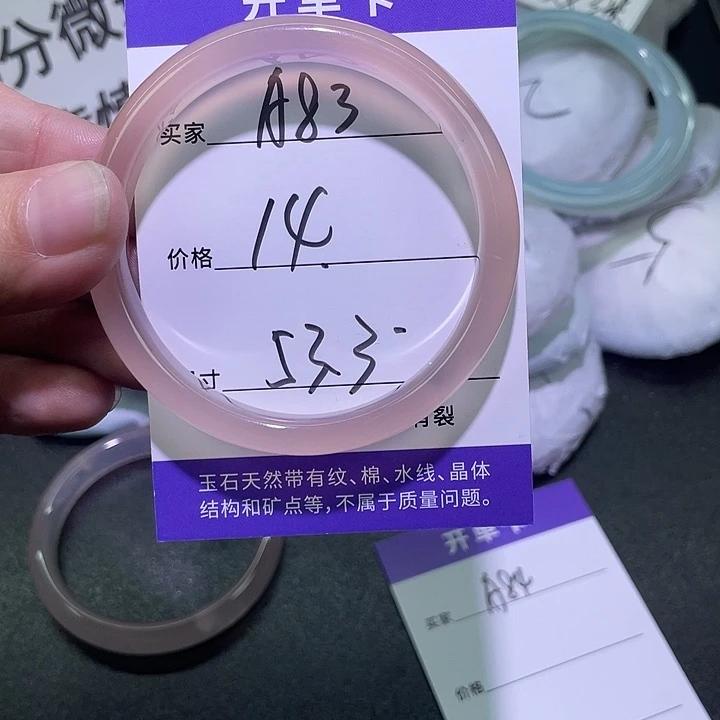 开单卡
分微
买家 A83
价格 14.
寸 53.3
有裂
玉石天然带有纹、棉、水线、晶体
结构和矿点等，不属于质量问题。
开单卡
买家 A84
价格